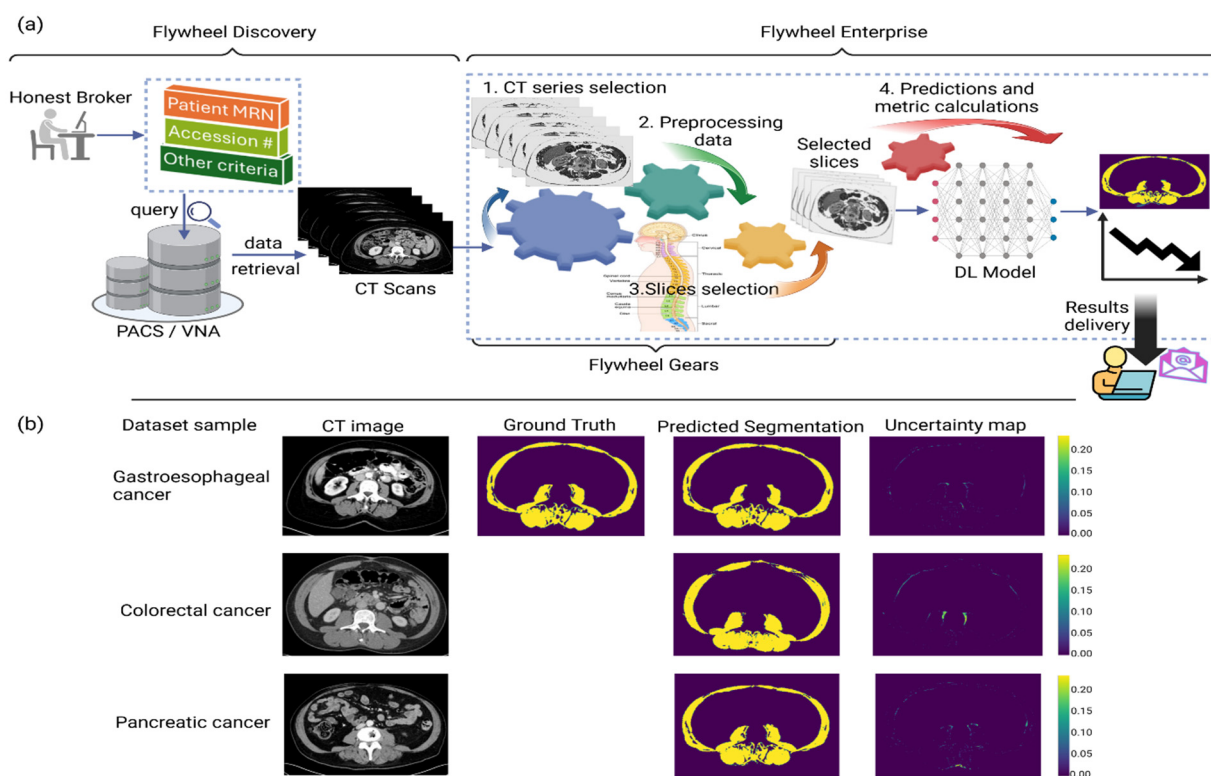 (a)
Flywheel Discovery
Flywheel Enterprise
Honest Broker
Patient MRN
Accession #
Other criteria
query
data
retrieval
PACS / VNA
CT Scans
1. CT series selection
2. Preprocessing
data
3.Slices selection
Cervical
Thoracic
Lumbar
Selected
slices
4. Predictions and
metric calculations
DL Model
Results
delivery
Flywheel Gears
(b)
Dataset sample
CT image
Ground Truth
Predicted Segmentation
Uncertainty map
Gastroesophageal
cancer
0.20
0.15
0.10
0.05
0.00
Colorectal cancer
0.20
0.15
0.10
0.05
0.00
Pancreatic cancer
0.20
0.15
0.10
0.05
0.00